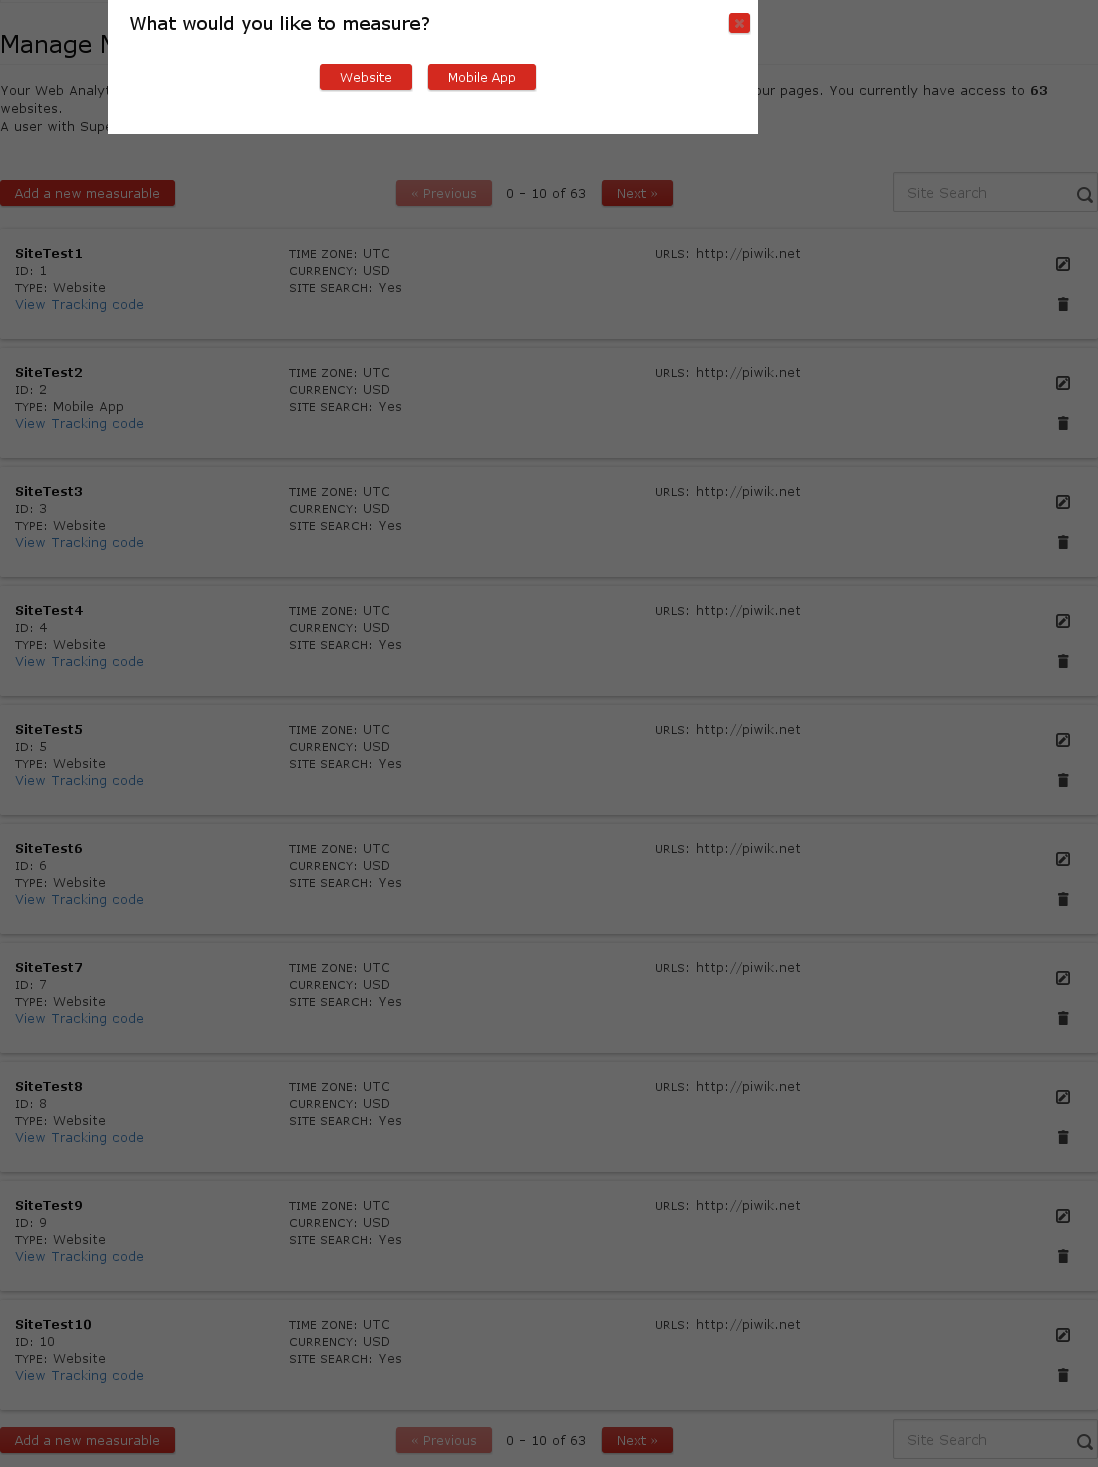 What would you like to measure?
Website Mobile App
Manage
Your Web Analyt our pages. You currently have access to 63
websites.
A user with Supe
Add a new measurable « Previous 0 – 10 of 63 Next » Site Search
SiteTest1 TIME ZONE: UTC URLS: http://piwik.net
ID: 1 CURRENCY: USD
TYPE: Website SITE SEARCH: Yes
View Tracking code
SiteTest2 TIME ZONE: UTC URLS: http://piwik.net
ID: 2 CURRENCY: USD
TYPE: Mobile App SITE SEARCH: Yes
View Tracking code
SiteTest3 TIME ZONE: UTC URLS: http://piwik.net
ID: 3 CURRENCY: USD
TYPE: Website SITE SEARCH: Yes
View Tracking code
SiteTest4 TIME ZONE: UTC URLS: http://piwik.net
ID: 4 CURRENCY: USD
TYPE: Website SITE SEARCH: Yes
View Tracking code
SiteTest5 TIME ZONE: UTC URLS: http://piwik.net
ID: 5 CURRENCY: USD
TYPE: Website SITE SEARCH: Yes
View Tracking code
SiteTest6 TIME ZONE: UTC URLS: http://piwik.net
ID: 6 CURRENCY: USD
TYPE: Website SITE SEARCH: Yes
View Tracking code
SiteTest7 TIME ZONE: UTC URLS: http://piwik.net
ID: 7 CURRENCY: USD
TYPE: Website SITE SEARCH: Yes
View Tracking code
SiteTest8 TIME ZONE: UTC URLS: http://piwik.net
ID: 8 CURRENCY: USD
TYPE: Website SITE SEARCH: Yes
View Tracking code
SiteTest9 TIME ZONE: UTC URLS: http://piwik.net
ID: 9 CURRENCY: USD
TYPE: Website SITE SEARCH: Yes
View Tracking code
SiteTest10 TIME ZONE: UTC URLS: http://piwik.net
ID: 10 CURRENCY: USD
TYPE: Website SITE SEARCH: Yes
View Tracking code
Add a new measurable « Previous 0 – 10 of 63 Next » Site Search